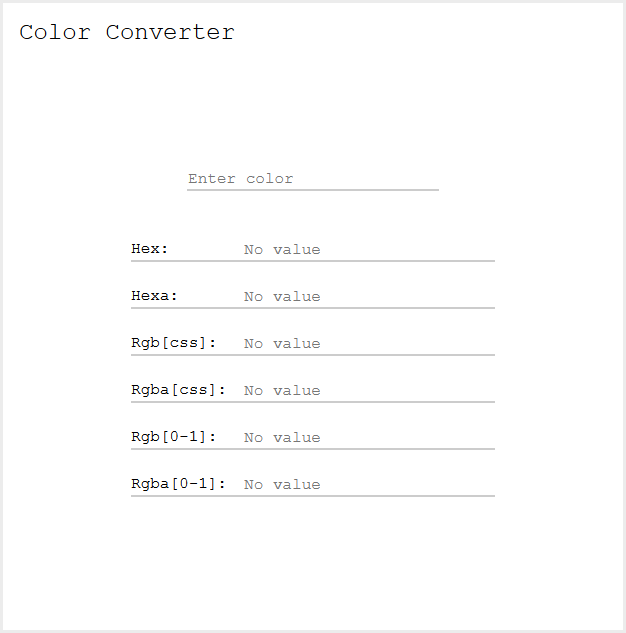 Color Converter
Enter color
Hex: No value
Hexa: No value
Rgb[css]: No value
Rgba[css]: No value
Rgb[0-1]: No value
Rgba[0-1]: No value